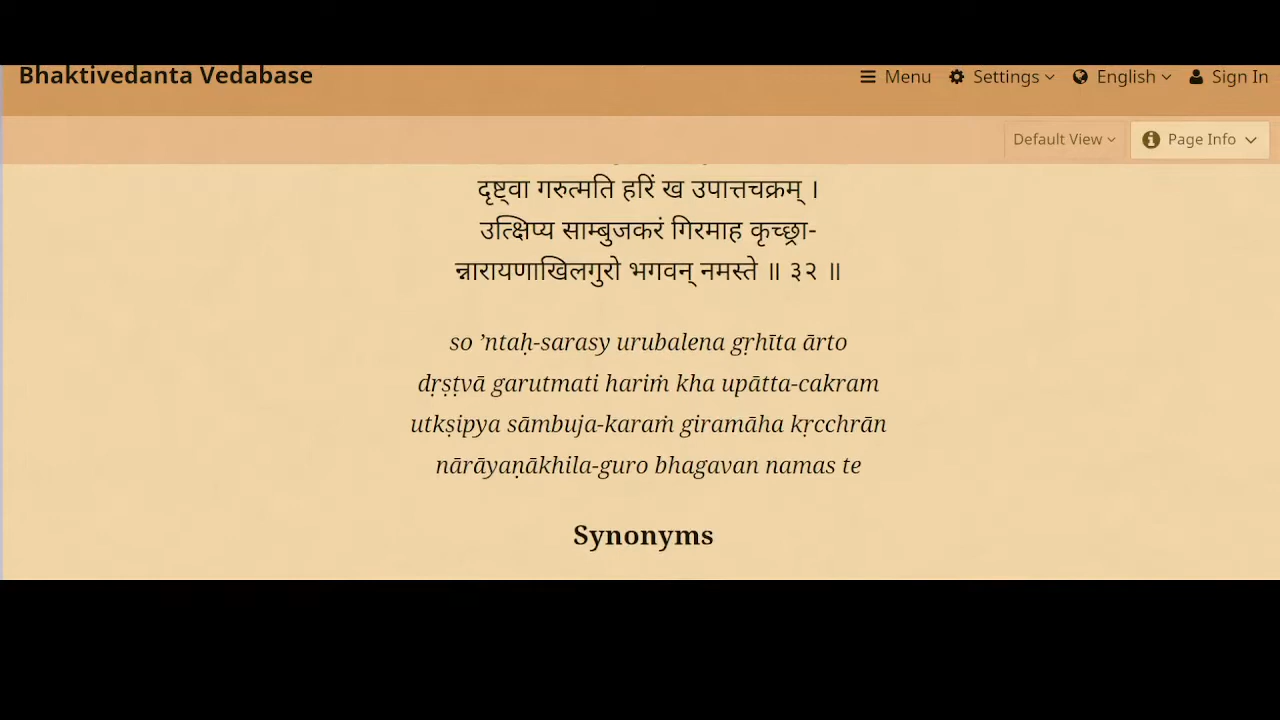 Bhaktivedanta Vedabase
Menu Settings English Sign In
Default View Page Info
दृष्ट्वा गरुत्मति हरिं ख उपात्तचक्रम् ।
उत्क्षिप्य साम्बुजकरं गिरमाह कृच्छ्रा-
न्नारायणाखिलगुरो भगवन् नमस्ते ॥ ३२ ॥
so ’ntaḥ-sarasy urubalena gṛhīta ārto
dṛṣṭvā garutmati hariṁ kha upātta-cakram
utkṣipya sāmbuja-karaṁ giramāha kṛcchrān
nārāyaṇākhila-guro bhagavan namas te
Synonyms